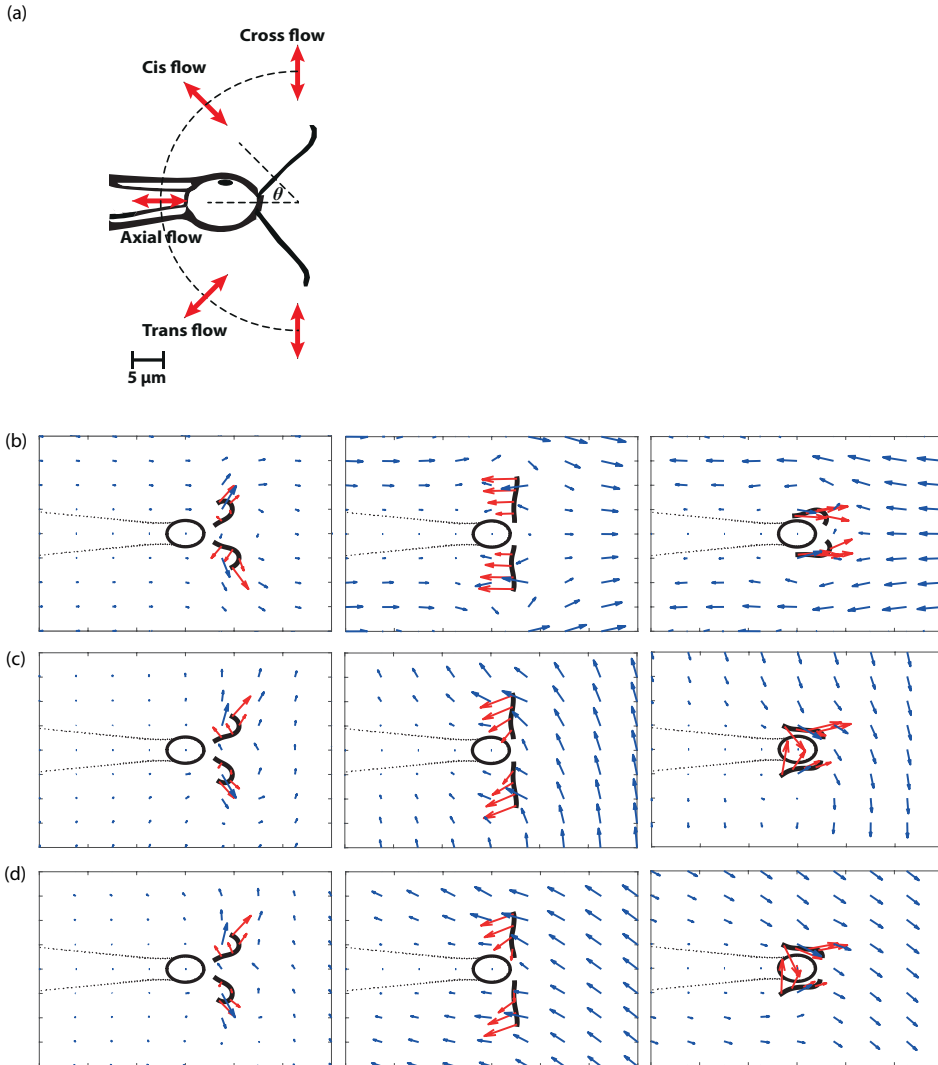 (a)
Cross flow
Cis flow
θ
Axial flow
Trans flow
5 µm
(b)
(c)
(d)